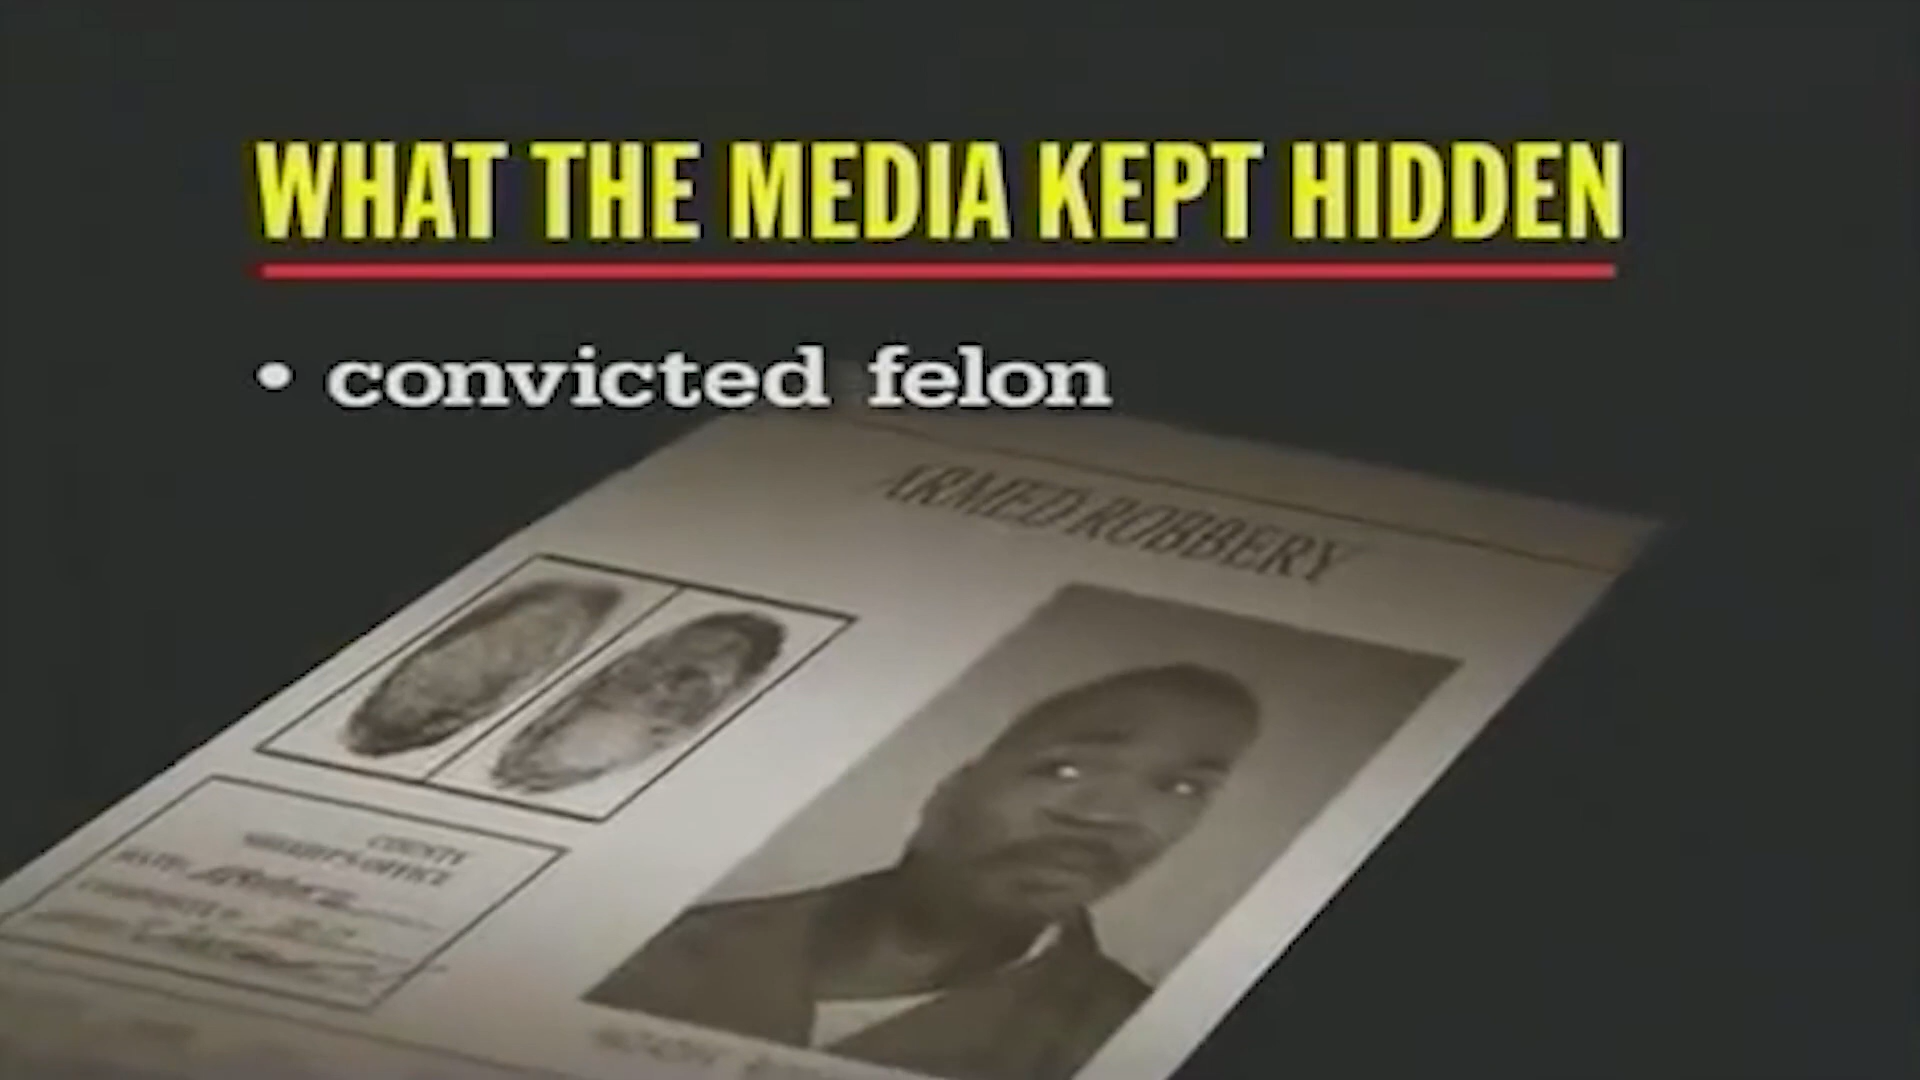 WHAT THE MEDIA KEPT HIDDEN
• convicted felon
ARMED ROBBERY
COUNTY
SHERIFF'S OFFICE